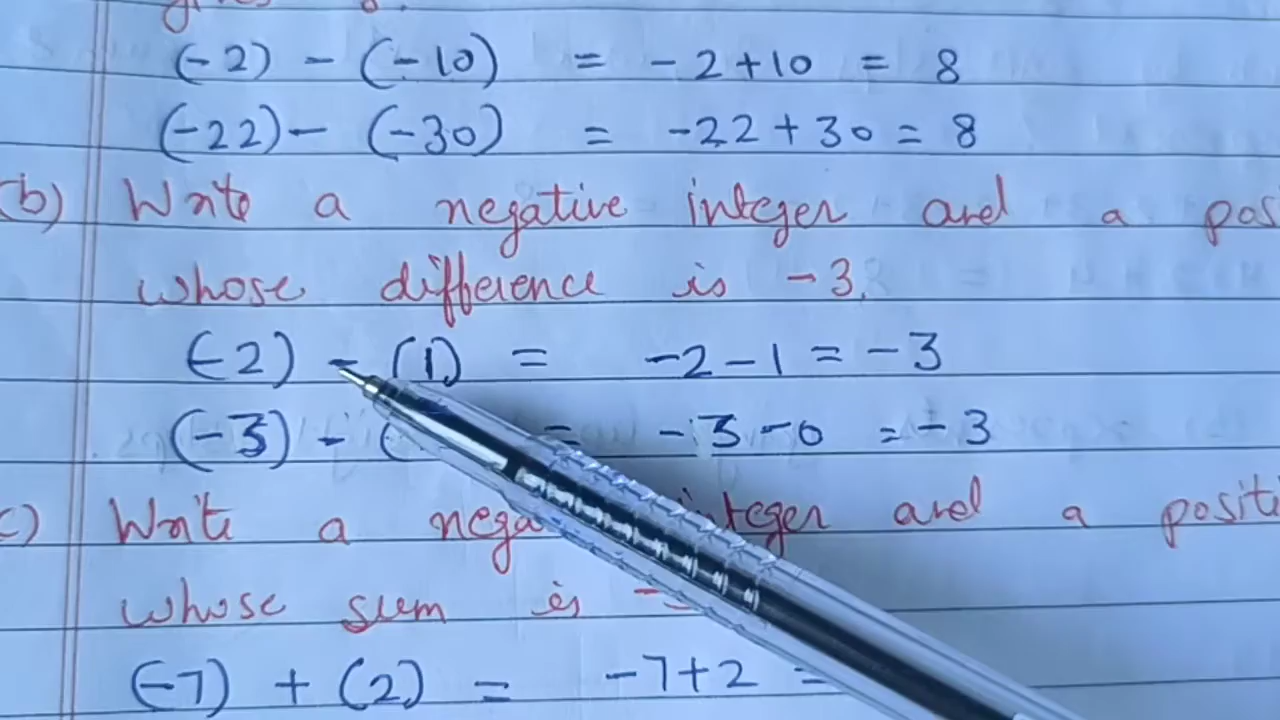 (-2) - (-10) = -2+10 = 8
(-22)- (-30) = -22+30 = 8
(b) Write a negative integer and a pos
whose difference is -3.
(-2) - (1) = -2-1 = -3
(-3) - ( = -3-0 = -3
c) Write a nega integer and a positi
whose sum is
(-7) + (2) = -7+2 =